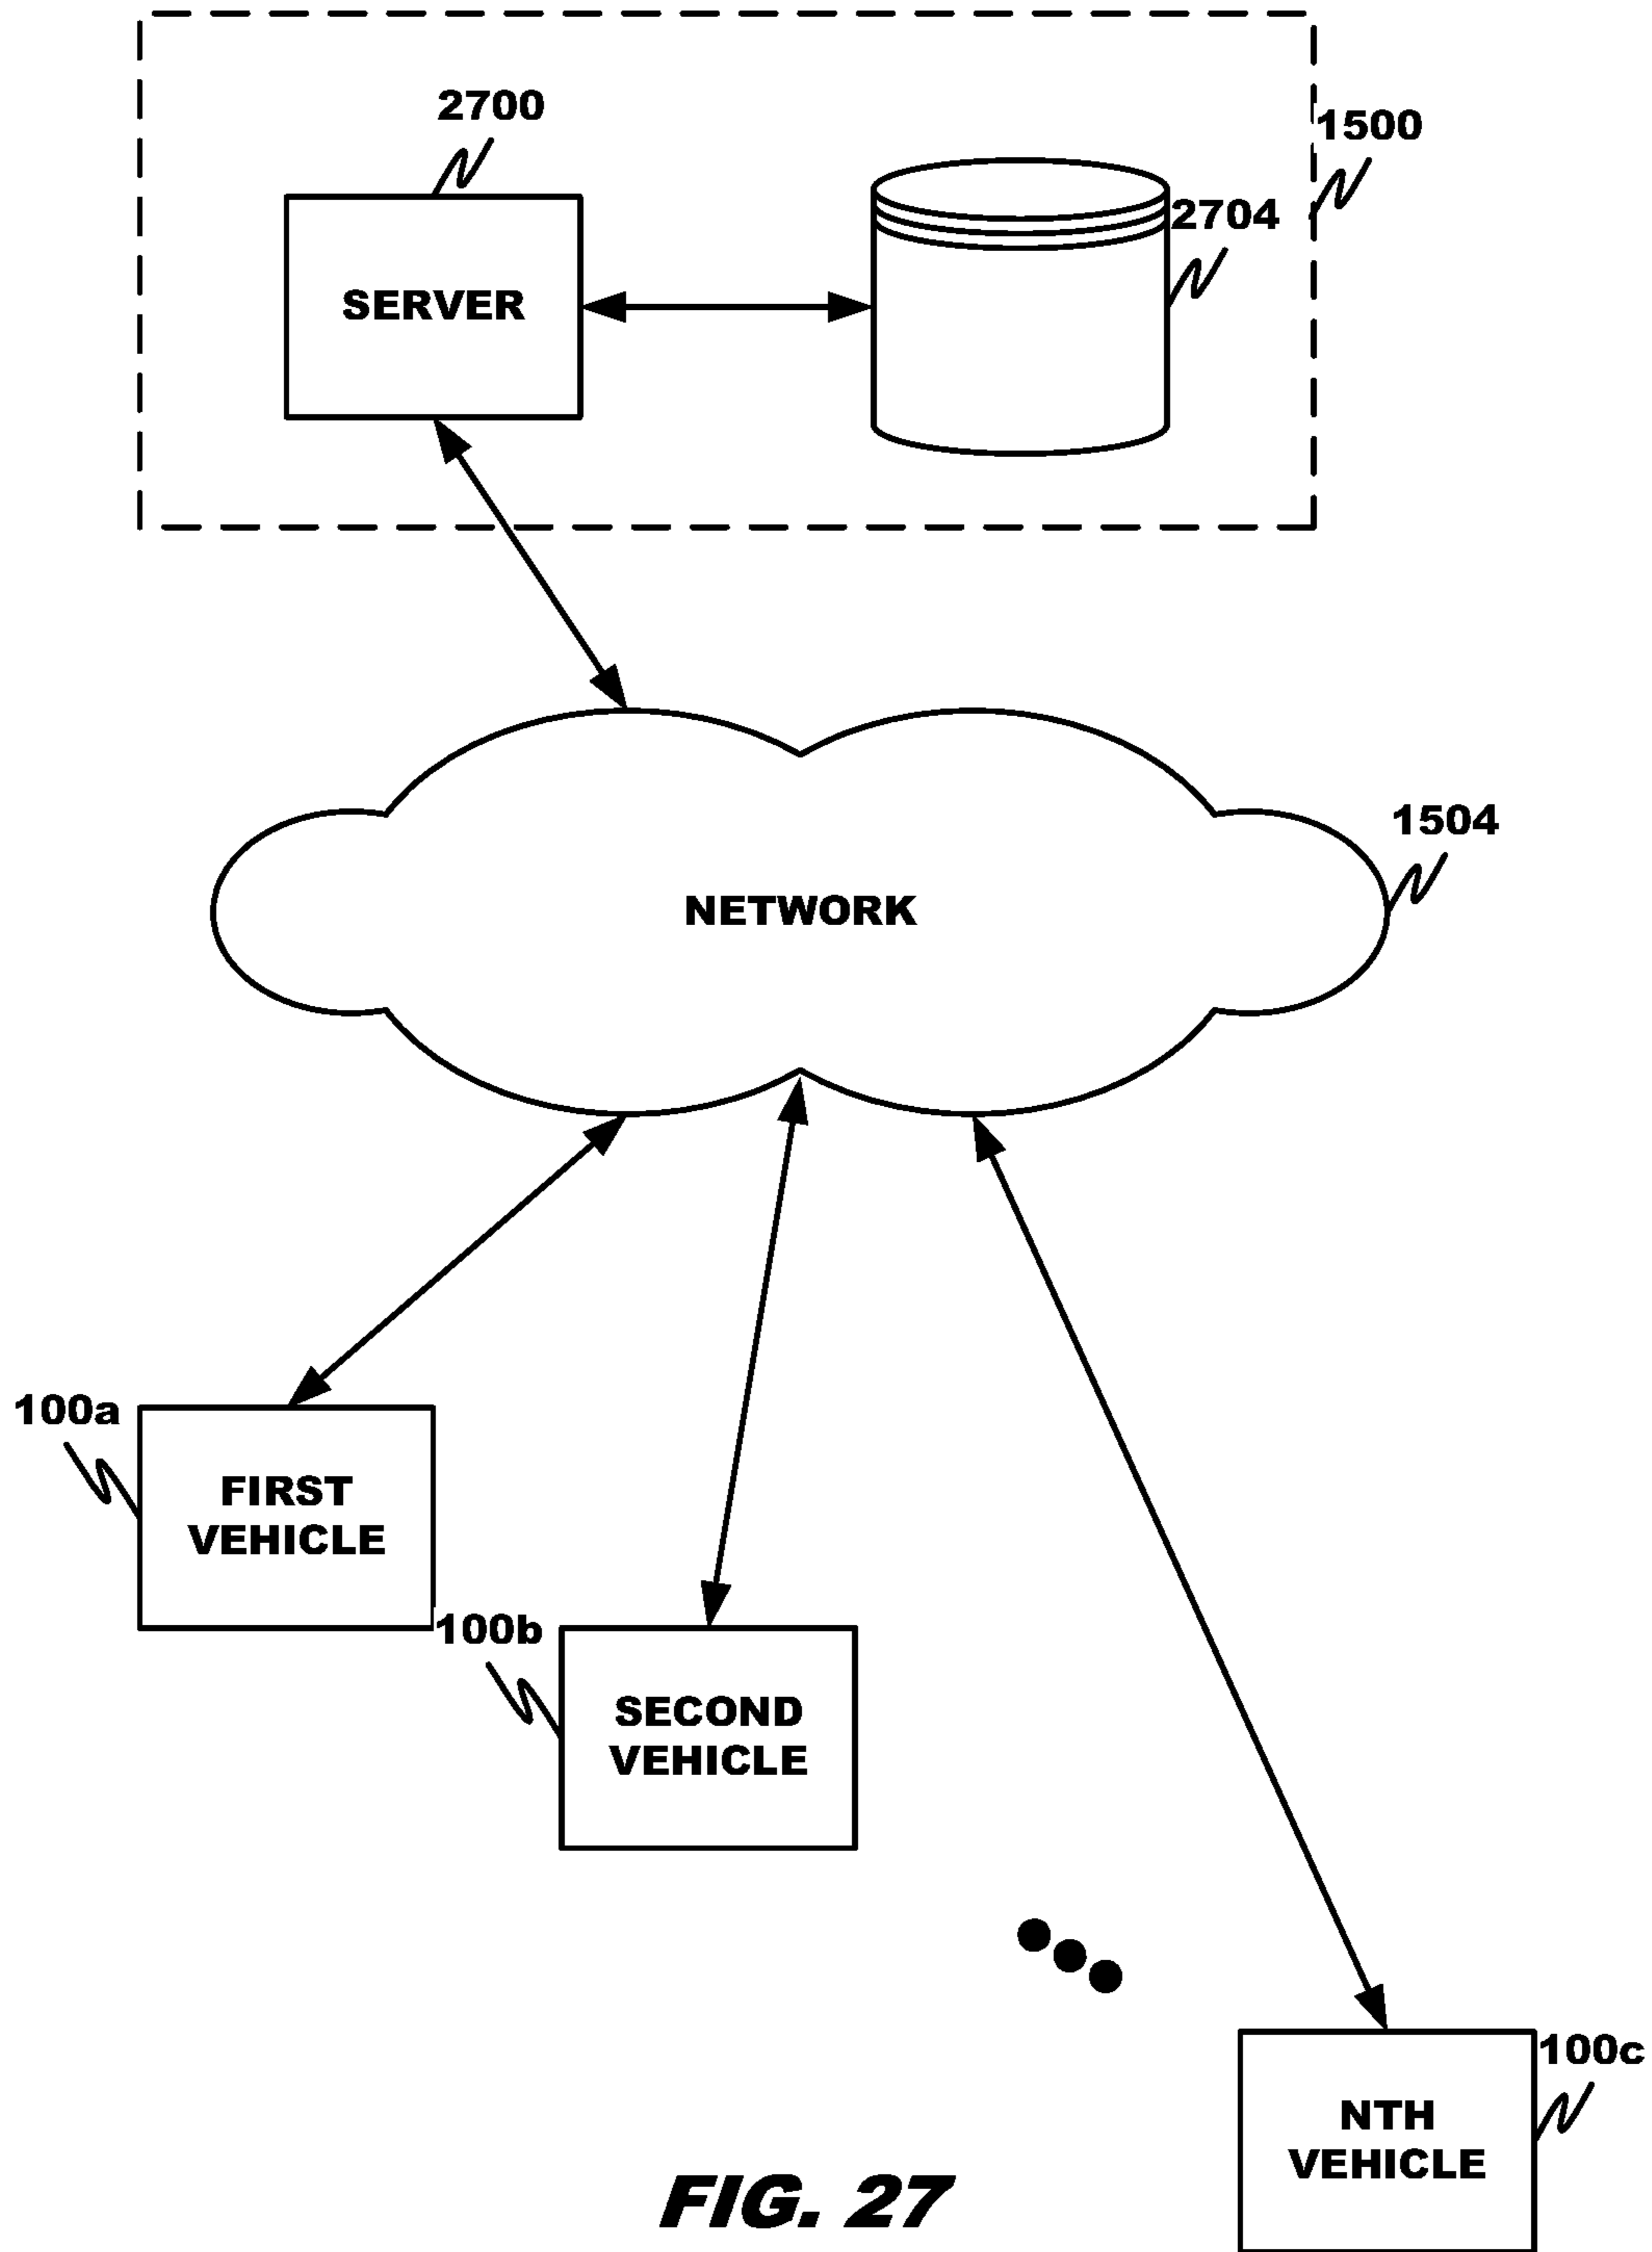 2700
1500
2704
SERVER
1504
NETWORK
100a
FIRST
VEHICLE
100b
SECOND
VEHICLE
100c
NTH
VEHICLE
FIG. 27